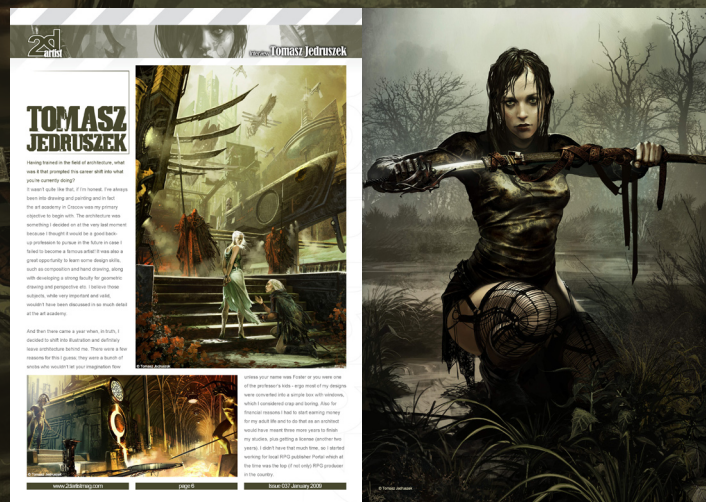 2d
artist
Interview Tomasz Jedruszek
TOMASZ
JEDRUSZEK
Having trained in the field of architecture, what
was it that prompted this career shift into what
you're currently doing?
It wasn't quite like that, if I'm honest. I've always
been into drawing and painting and in fact
the art academy in Cracow was my primary
objective to begin with. The architecture was
something I decided on at the very last moment
because I thought it would be a good back-
up profession to pursue in the future in case I
failed to become a famous artist! It was also a
great opportunity to learn some design skills,
such as composition and hand drawing, along
with developing a strong faculty for geometric
drawing and perspective etc. I believe those
subjects, while very important and valid,
wouldn't have been discussed in so much detail
at the art academy.
And then there came a year when, in truth, I
decided to shift into illustration and definitely
leave architecture behind me. There were a few
reasons for this I guess; they were a bunch of
snobs who wouldn't let your imagination flow
© Tomasz Jedruszek
© Tomasz Jedruszek
unless your name was Foster or you were one
of the professor's kids - ergo most of my designs
were converted into a simple box with windows,
which I considered crap and boring. Also for
financial reasons I had to start earning money
for my adult life and to do that as an architect
would have meant three more years to finish
my studies, plus getting a license (another two
years). I didn't have that much time, so I started
working for local RPG publisher Portal which at
the time was the top (if not only) RPG producer
in the country.
www.2dartistmag.com
page 6
Issue 037 January 2009
© Tomasz Jedruszek